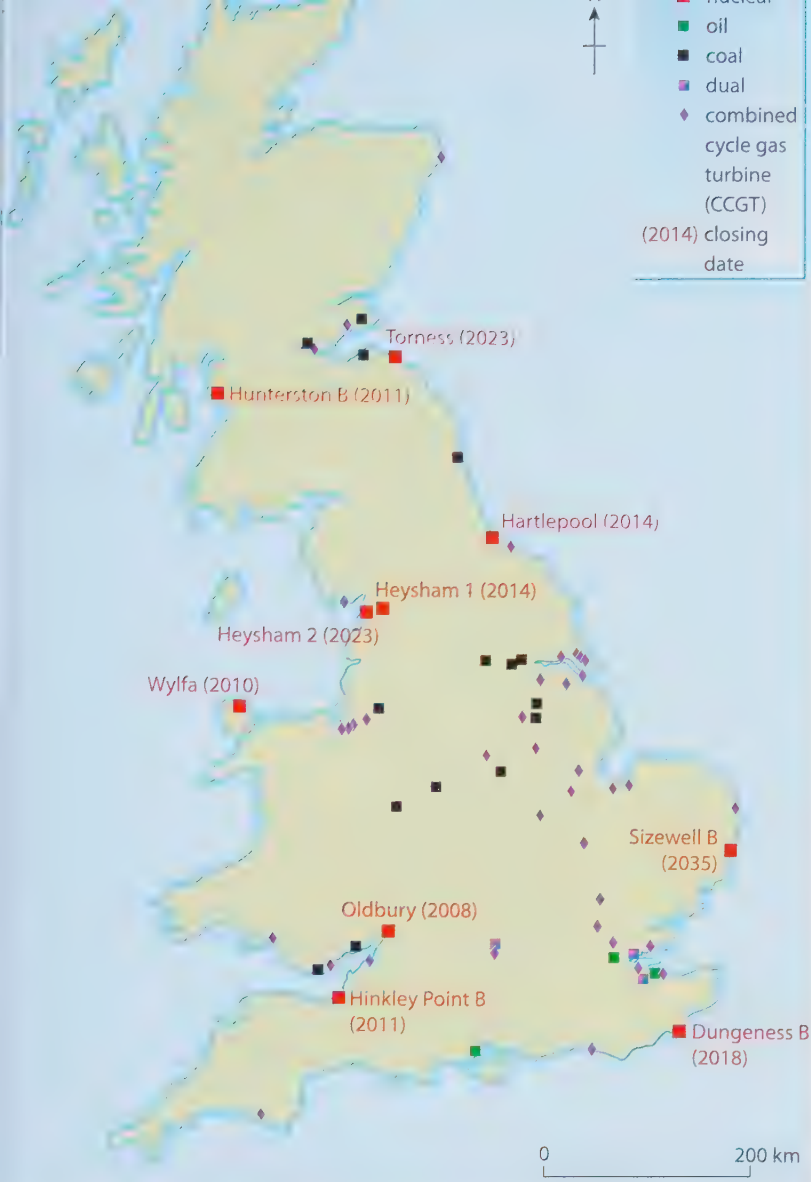 nuclear
oil
coal
dual
combined
cycle gas
turbine
(CCGT)
(2014) closing
date
Torness (2023)
Hunterston B (2011)
Hartlepool (2014)
Heysham 1 (2014)
Heysham 2 (2023)
Wylfa (2010)
Sizewell B
(2035)
Oldbury (2008)
Hinkley Point B
(2011)
Dungeness B
(2018)
0 200 km